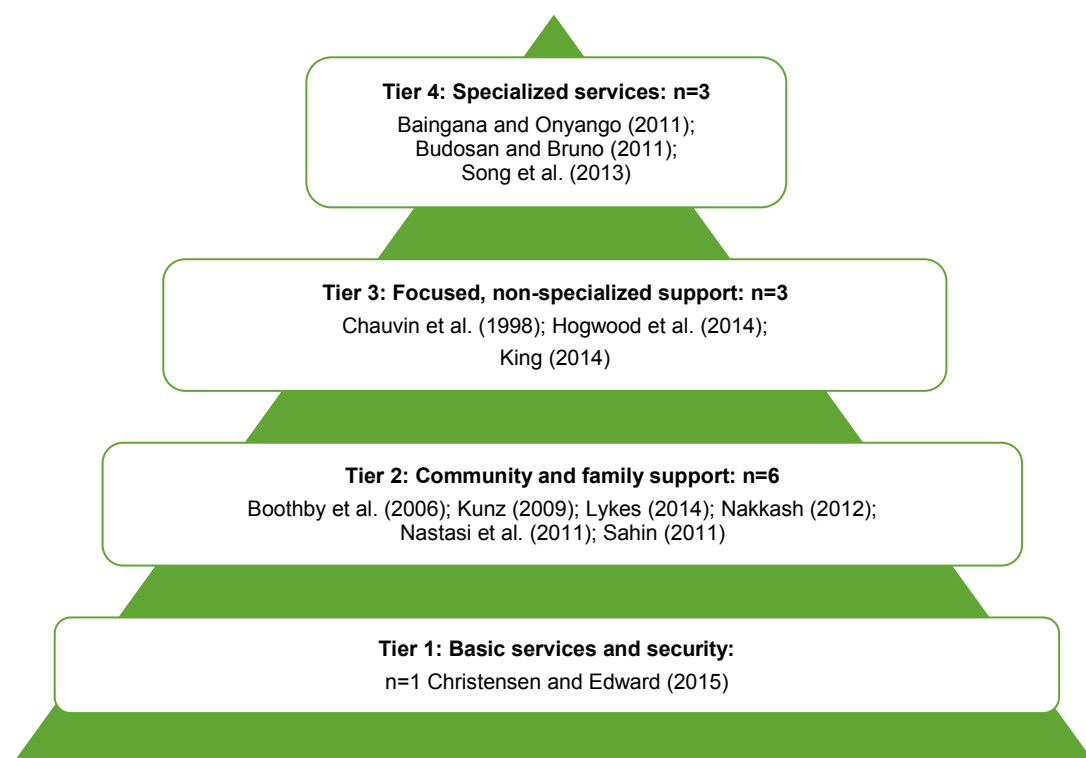 Tier 4: Specialized services: n=3
Baingana and Onyango (2011);
Budosan and Bruno (2011);
Song et al. (2013)
Tier 3: Focused, non-specialized support: n=3
Chauvin et al. (1998); Hogwood et al. (2014);
King (2014)
Tier 2: Community and family support: n=6
Boothby et al. (2006); Kunz (2009); Lykes (2014); Nakkash (2012);
Nastasi et al. (2011); Sahin (2011)
Tier 1: Basic services and security:
n=1 Christensen and Edward (2015)